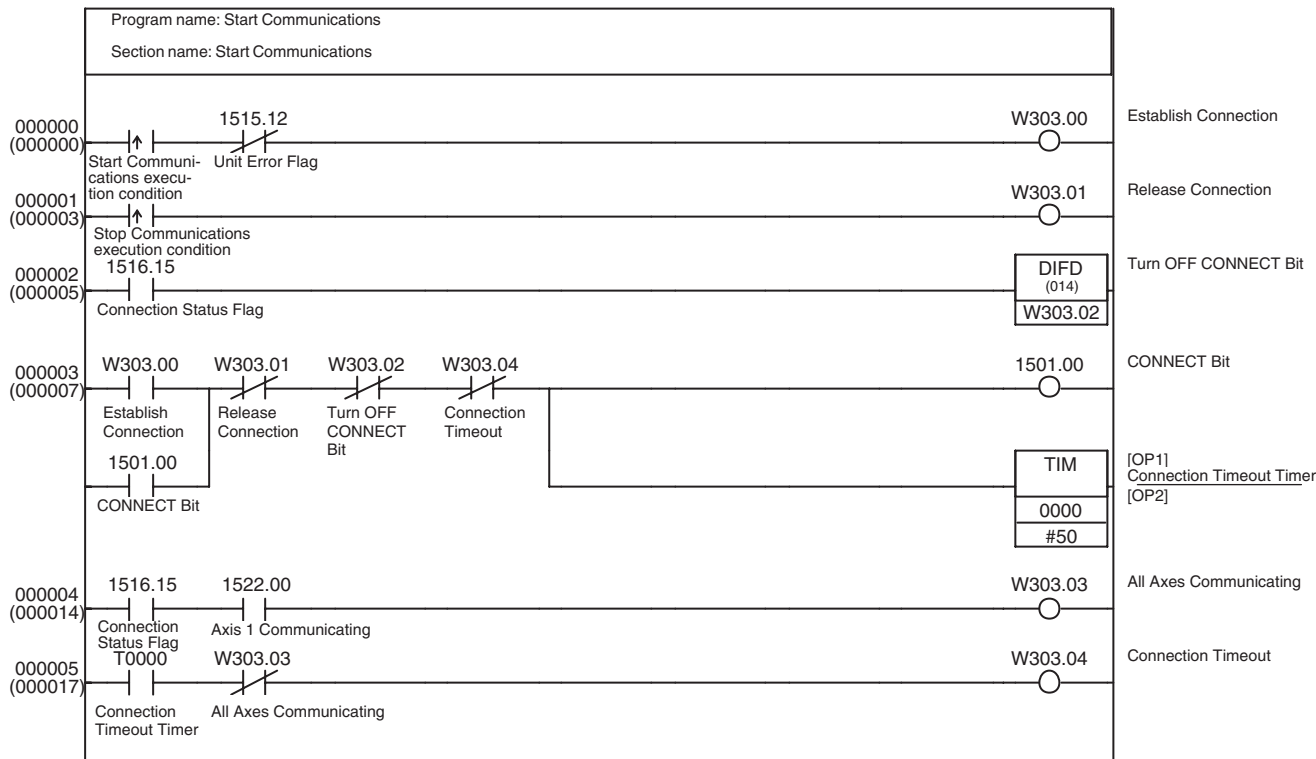 Program name: Start Communications
Section name: Start Communications
000000
(000000)
1515.12
W303.00
Establish Connection
Start Communi-
cations execu-
tion condition
Unit Error Flag
000001
(000003)
W303.01
Release Connection
Stop Communications
execution condition
000002
(000005)
1516.15
DIFD
(014)
W303.02
Turn OFF CONNECT Bit
Connection Status Flag
000003
(000007)
W303.00
W303.01
W303.02
W303.04
1501.00
CONNECT Bit
Establish
Connection
Release
Connection
Turn OFF
CONNECT
Bit
Connection
Timeout
1501.00
CONNECT Bit
TIM
0000
#50
[OP1]
Connection Timeout Timer
[OP2]
000004
(000014)
1516.15
1522.00
W303.03
All Axes Communicating
Connection
Status Flag
Axis 1 Communicating
000005
(000017)
T0000
W303.03
W303.04
Connection Timeout
Connection
Timeout Timer
All Axes Communicating